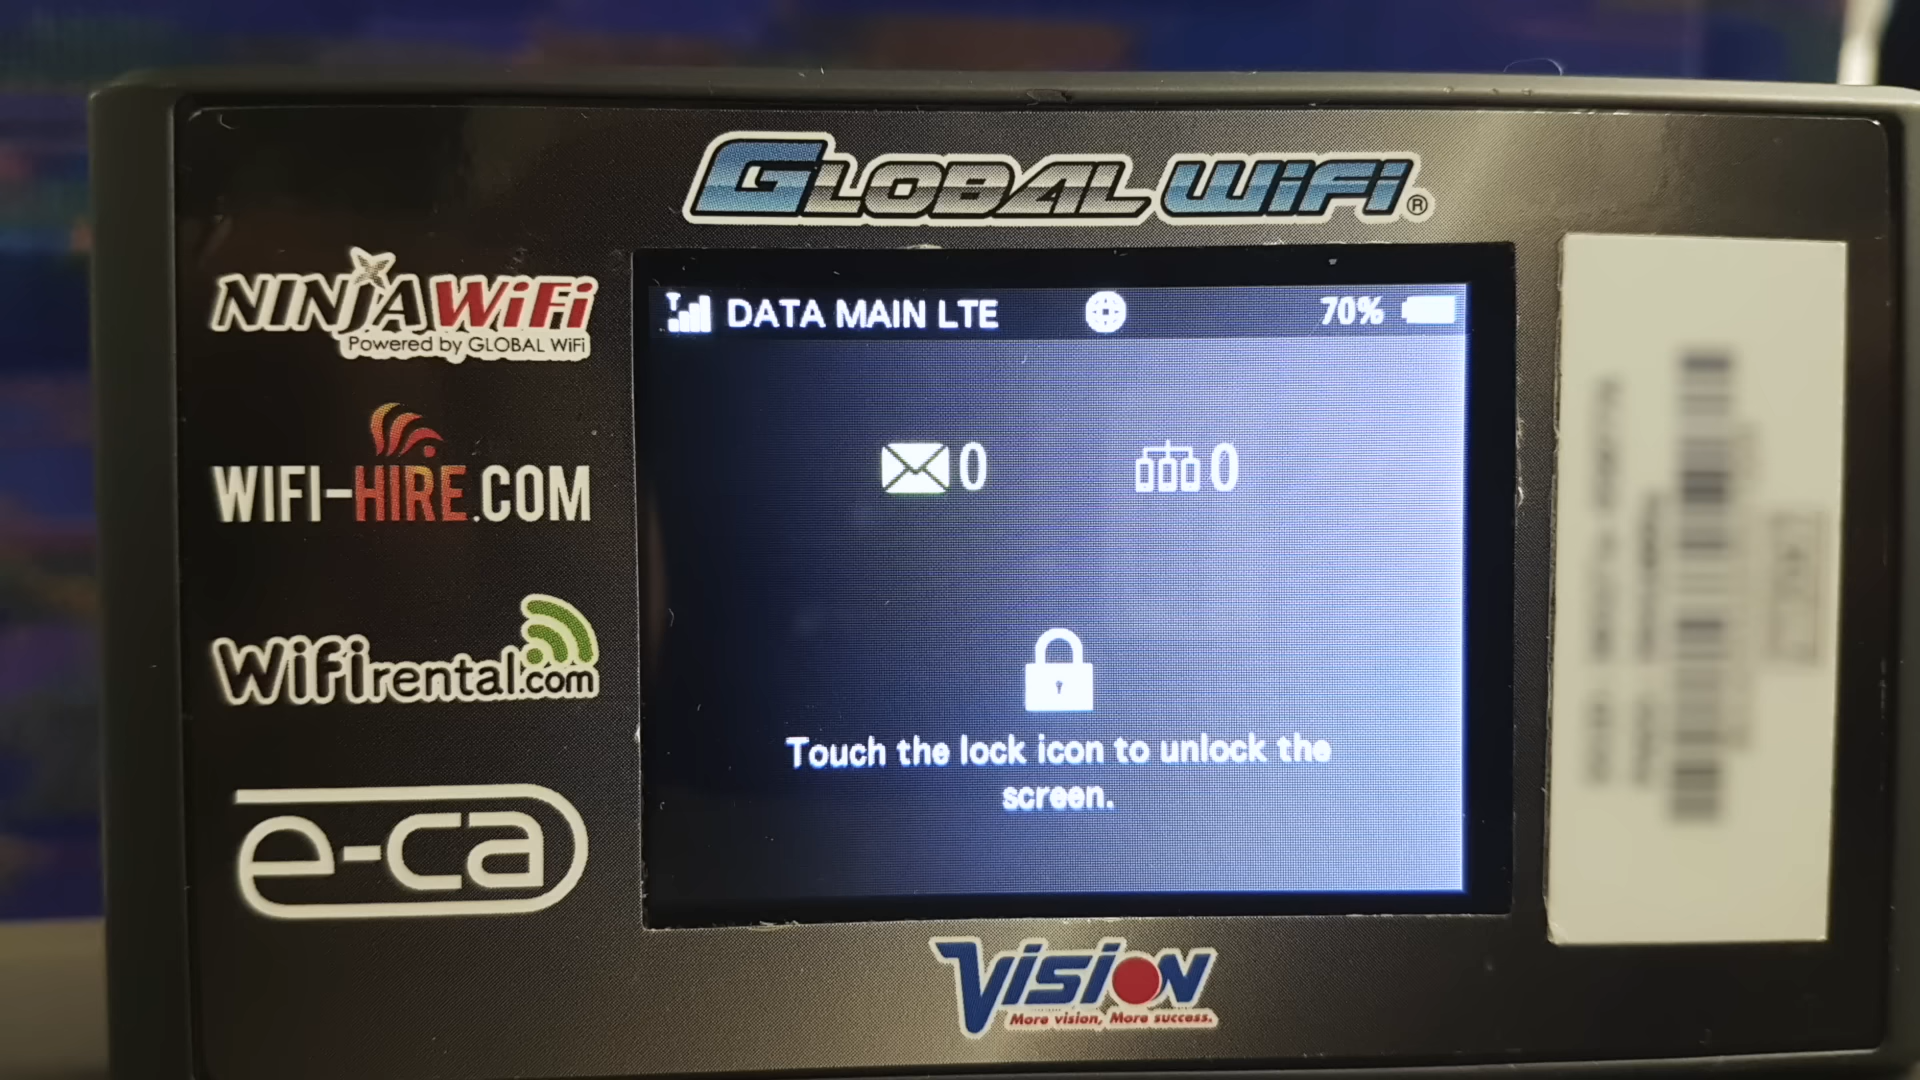 GLOBAL WiFi®
NINJA WiFi
Powered by GLOBAL WiFi
WIFI-HIRE.COM
Wifirental.com
e-ca
DATA MAIN LTE 70%
0 0
Touch the lock icon to unlock the
screen.
VISION
More vision, More success.